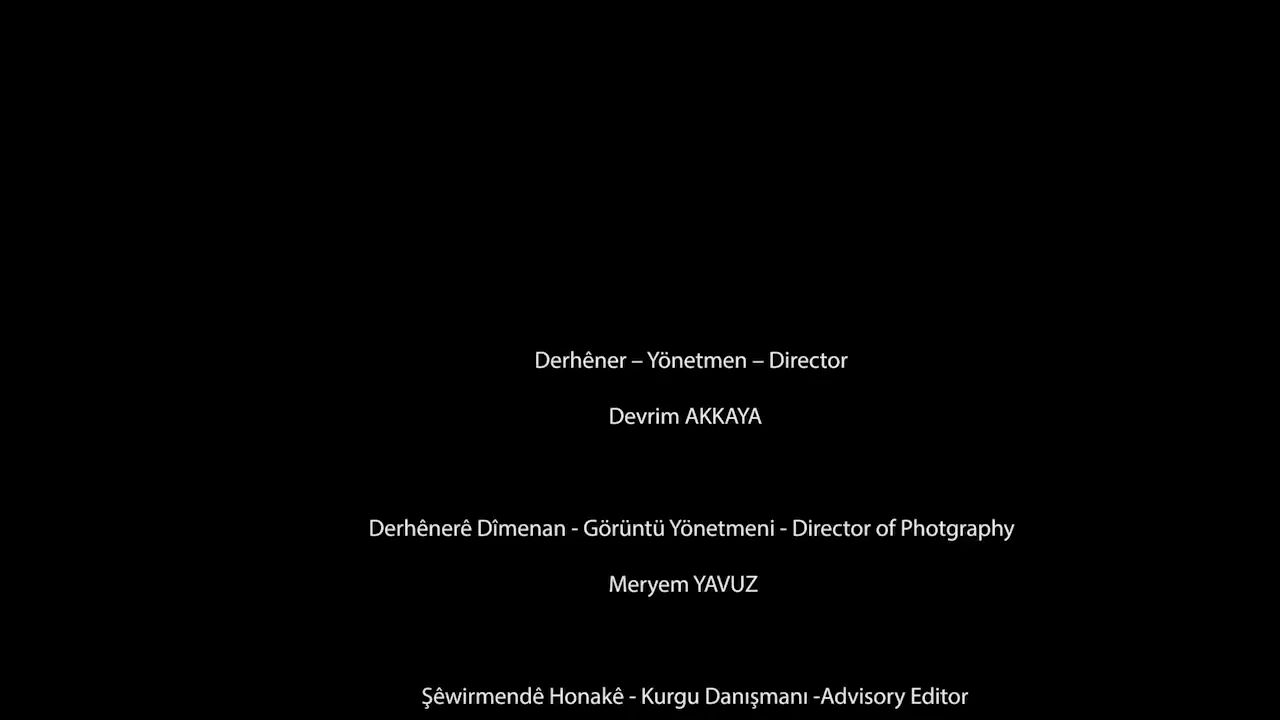 Derhêner – Yönetmen – Director
Devrim AKKAYA
Derhênerê Dîmenan - Görüntü Yönetmeni - Director of Photgraphy
Meryem YAVUZ
Şêwirmendê Honakê - Kurgu Danışmanı -Advisory Editor